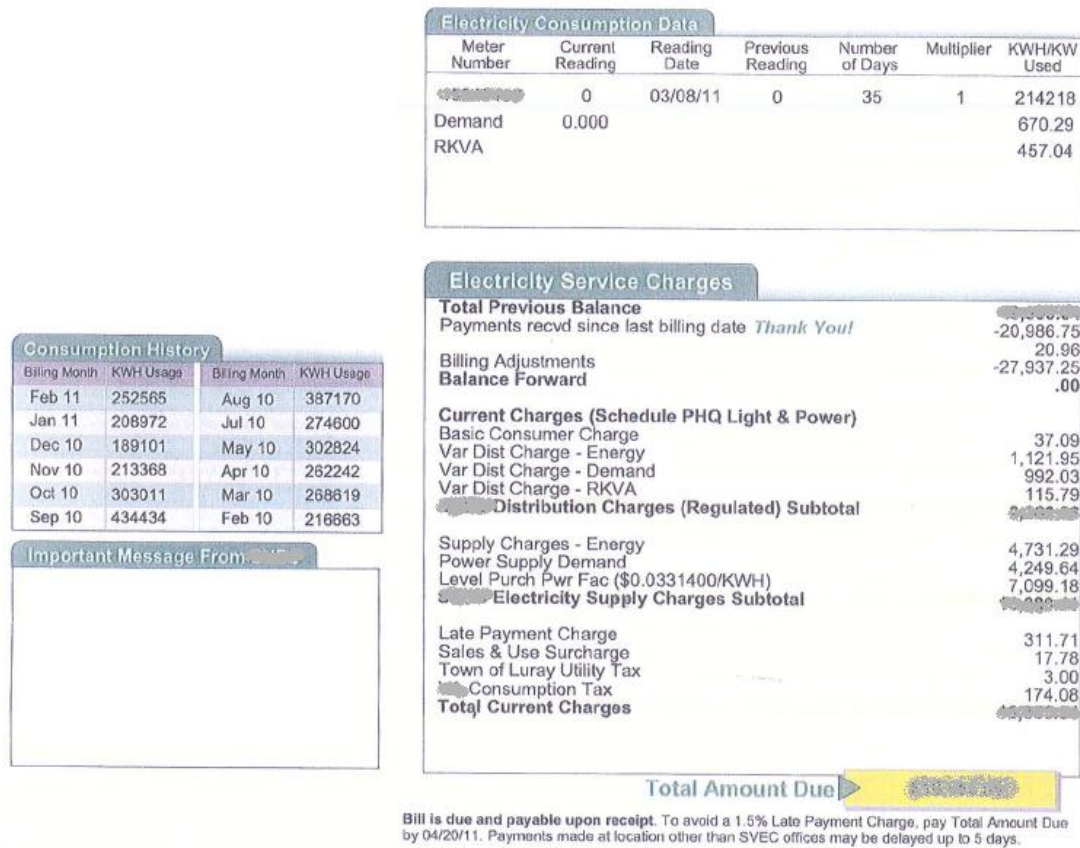 Electricity Consumption Data
Meter Number Current Reading Reading Date Previous Reading Number of Days Multiplier KWH/KW Used
0 03/08/11 0 35 1 214218
Demand 0.000 670.29
RKVA 457.04
Electricity Service Charges
Total Previous Balance
Payments recvd since last billing date Thank You! -20,986.75
20.96
Billing Adjustments -27,937.25
Balance Forward .00
Current Charges (Schedule PHQ Light & Power)
Basic Consumer Charge 37.09
Var Dist Charge - Energy 1,121.95
Var Dist Charge - Demand 992.03
Var Dist Charge - RKVA 115.79
Distribution Charges (Regulated) Subtotal
Supply Charges - Energy 4,731.29
Power Supply Demand 4,249.64
Level Purch Pwr Fac ($0.0331400/KWH) 7,099.18
Electricity Supply Charges Subtotal
Late Payment Charge 311.71
Sales & Use Surcharge 17.78
Town of Luray Utility Tax 3.00
Consumption Tax 174.08
Total Current Charges
Total Amount Due
Bill is due and payable upon receipt. To avoid a 1.5% Late Payment Charge, pay Total Amount Due
by 04/20/11. Payments made at location other than SVEC offices may be delayed up to 5 days.
Consumption History
Billing Month KWH Usage Billing Month KWH Usage
Feb 11 252565 Aug 10 387170
Jan 11 208972 Jul 10 274600
Dec 10 189101 May 10 302824
Nov 10 213368 Apr 10 262242
Oct 10 303011 Mar 10 268619
Sep 10 434434 Feb 10 216663
Important Message From